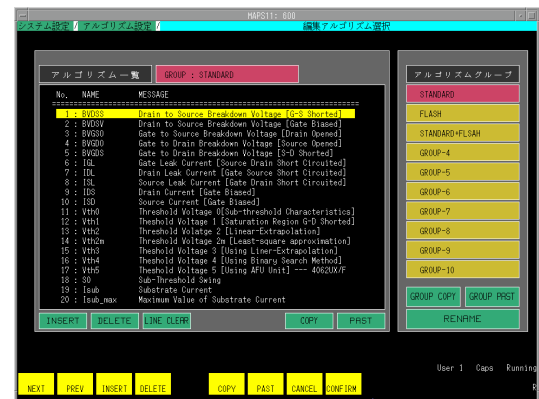 MAPS11: 600
システム設定 / アルゴリズム設定 / 編集アルゴリズム選択
アルゴリズム一覧 GROUP : STANDARD
No. NAME MESSAGE
1 : BVDSS Drain to Source Breakdown Voltage [G-S Shorted]
2 : BVDSV Drain to Source Breakdown Voltage [Gate Biased]
3 : BVGSO Gate to Source Breakdown Voltage [Drain Opened]
4 : BVGDO Gate to Drain Breakdown Voltage [Source Opened]
5 : BVGDS Gate to Drain Breakdown Voltage [S-D Shorted]
6 : IGL Gate Leak Current [Source Drain Short Circuited]
7 : IDL Drain Leak Current [Gate Source Short Circuited]
8 : ISL Source Leak Current [Gate Drain Short Circuited]
9 : IDS Drain Current [Gate Biased]
10 : ISD Source Current [Gate Biased]
11 : Vth0 Threshold Voltage 0[Sub-threshold Characteristics]
12 : Vth1 Threshold Voltage 1 [Saturation Region G-D Shorted]
13 : Vth2 Threshold Volatge 2 [Linear-Extrapolation]
14 : Vth2m Threshold Voltage 2m [Least-square approximation]
15 : Vth3 Theshold Voltage 3 [Using Liner-Extrapolation]
16 : Vth4 Theshold Voltage 4 [Using Binary Search Method]
17 : Vth5 Theshold Voltage 5 [Using AFU Unit] --- 4062UX/F
18 : SO Sub-Threshold Swing
19 : Isub Substrate Current
20 : Isub_max Maximum Value of Substrate Current
INSERT DELETE LINE CLEAR COPY PAST
アルゴリズムグループ
STANDARD
FLASH
STANDARD+FLSAH
GROUP-4
GROUP-5
GROUP-6
GROUP-7
GROUP-8
GROUP-9
GROUP-10
GROUP COPY GROUP PAST
RENAME
User 1 Caps Running
R
NEXT PREV INSERT DELETE COPY PAST CANCEL CONFIRM